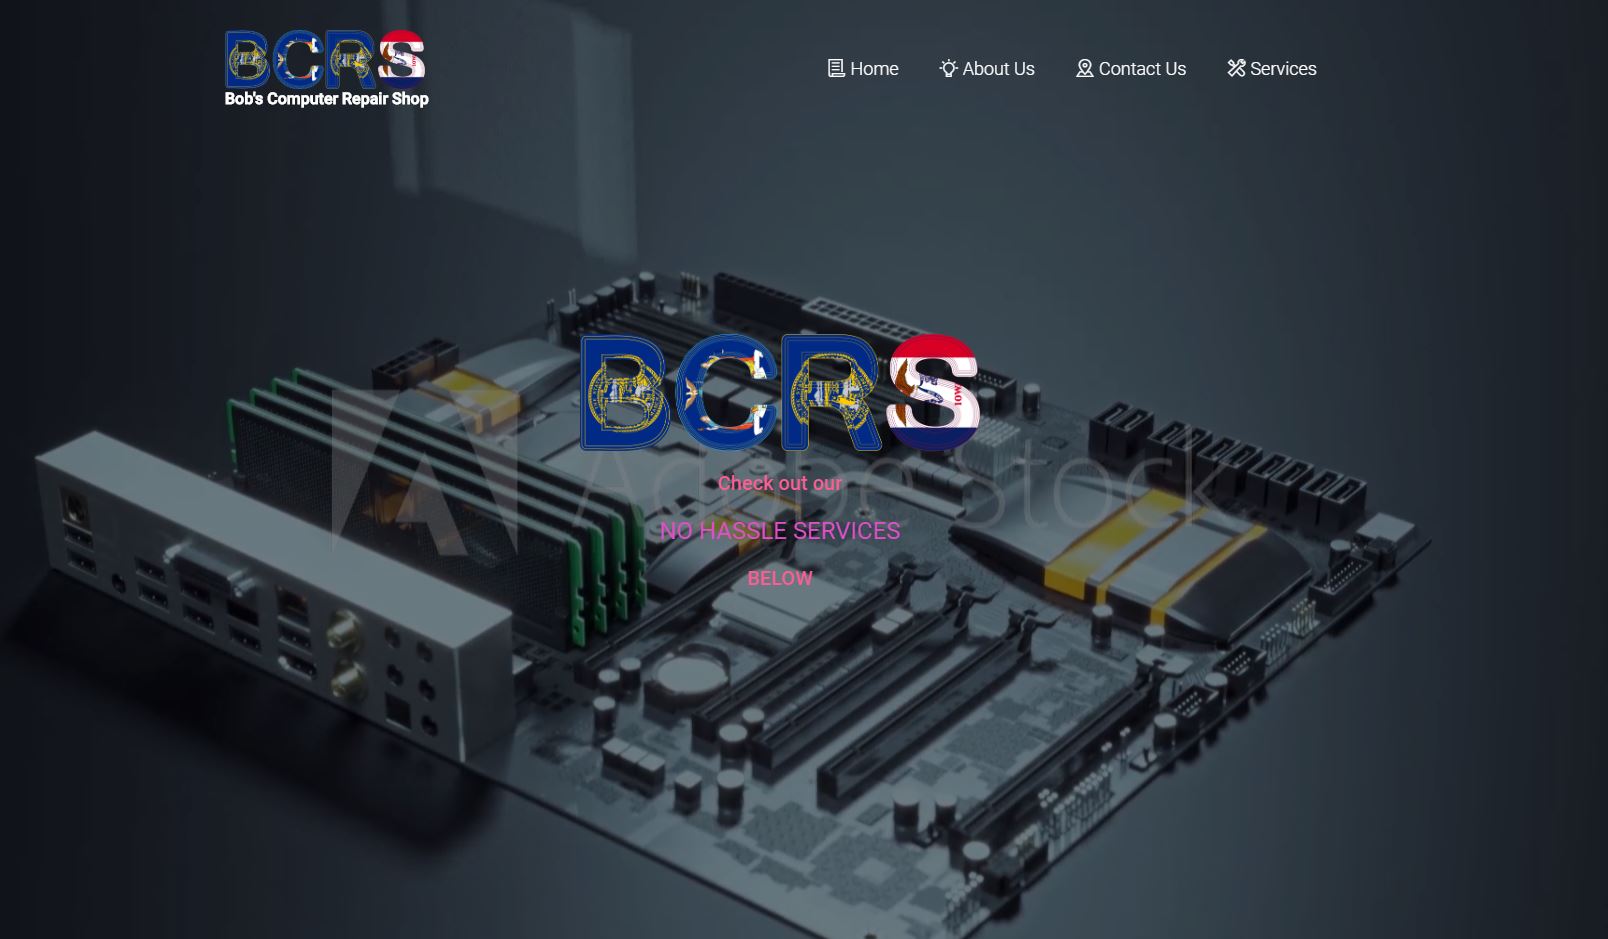 BCRS
Bob's Computer Repair Shop
Home
About Us
Contact Us
Services
BCRS
IOW
Check out our
Adobe Stock
NO HASSLE SERVICES
BELOW